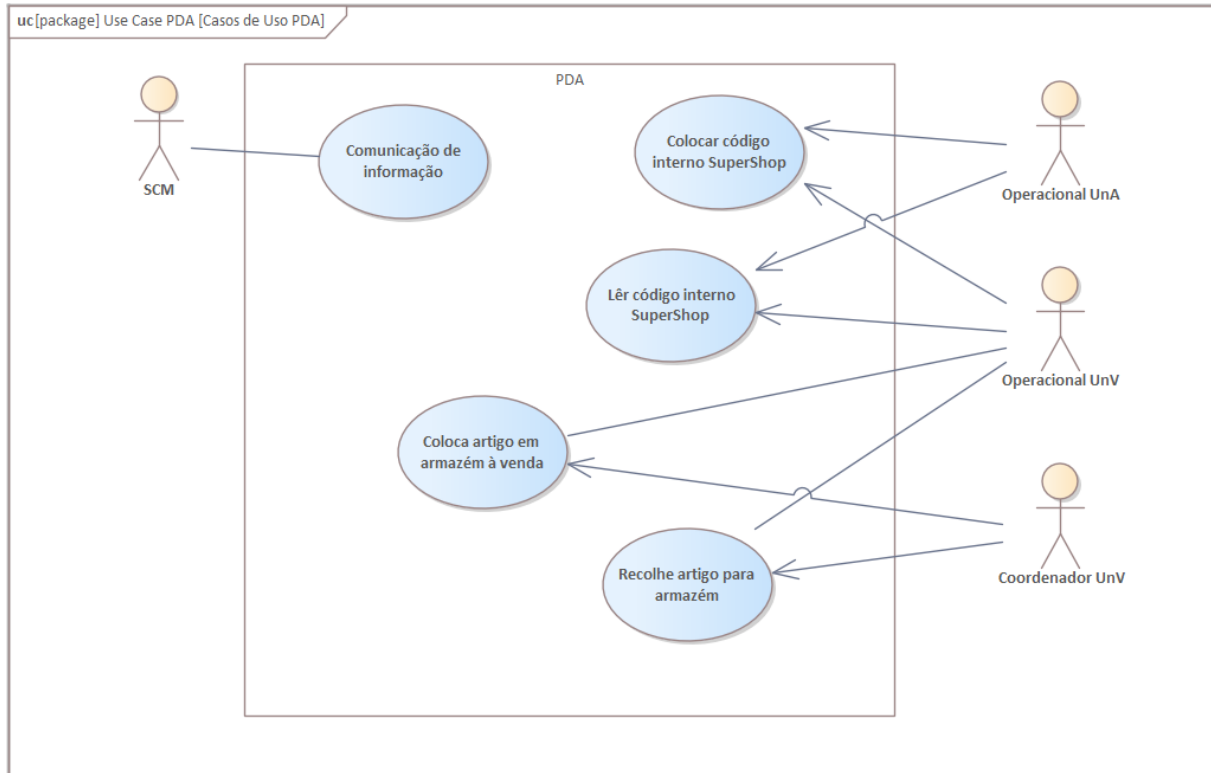 uc [package] Use Case PDA [Casos de Uso PDA]
PDA
SCM
Comunicação de
informação
Colocar código
interno SuperShop
Operacional UnA
Lêr código interno
SuperShop
Operacional UnV
Coloca artigo em
armazém à venda
Recolhe artigo para
armazém
Coordenador UnV